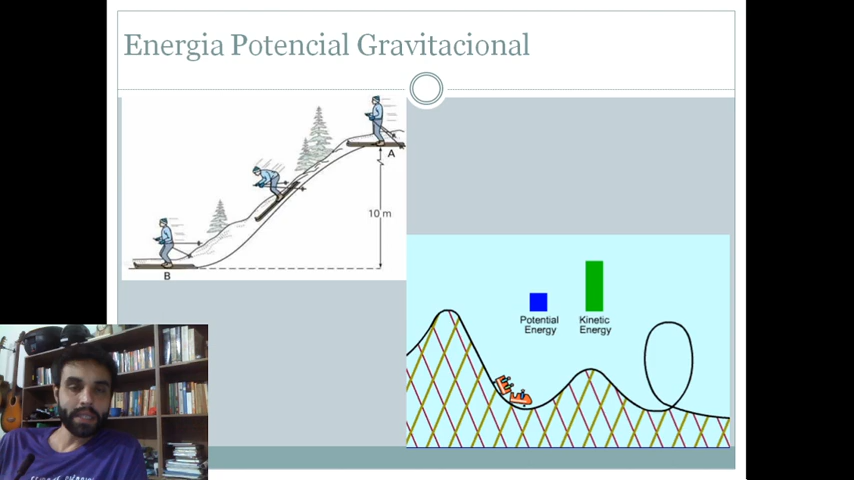 Energia Potencial Gravitacional
A
10 m
B
Potential
Energy
Kinetic
Energy